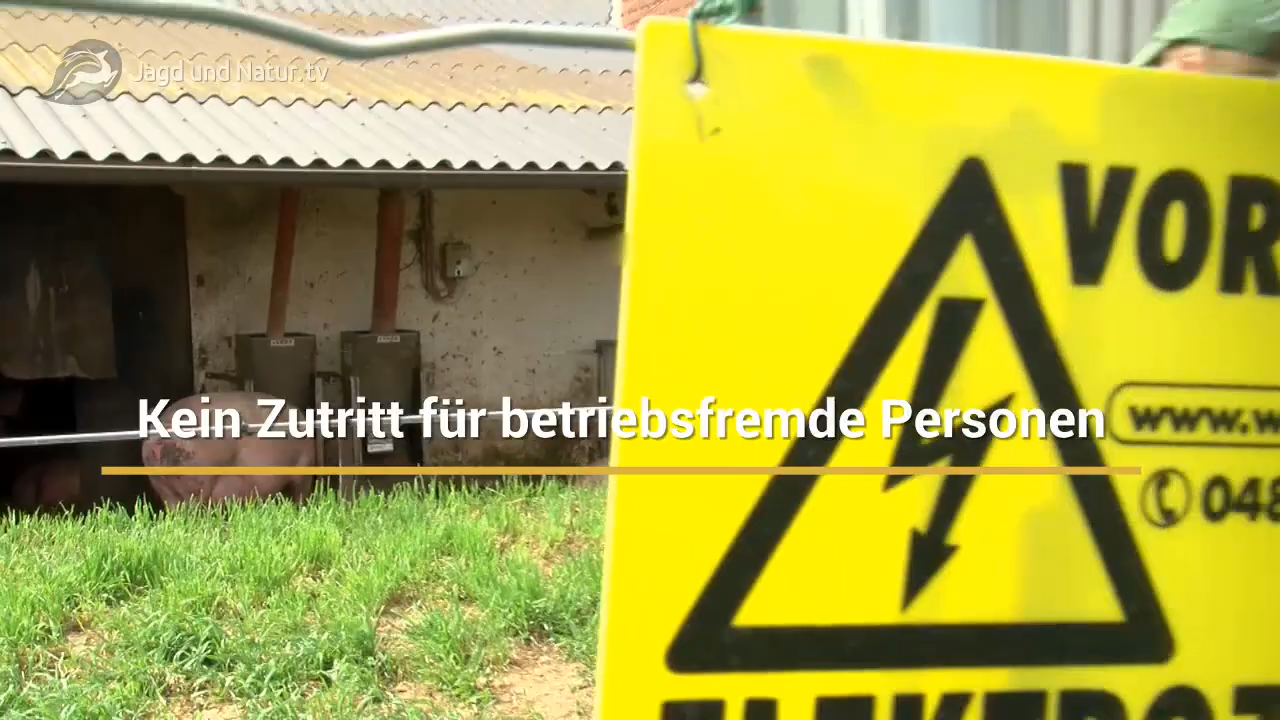 Jagd und Natur.tv
VOR
www.w
Kein Zutritt für betriebsfremde Personen
048